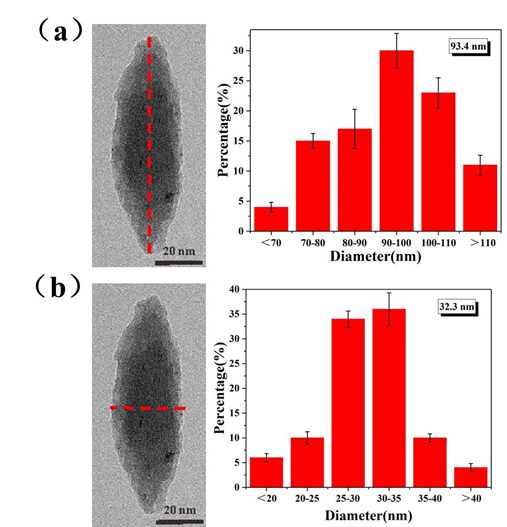 (a)
20 nm
Percentage(%)
30
25
20
15
10
5
0
93.4 nm
<70 70-80 80-90 90-100 100-110 >110
Diameter(nm)
(b)
20 nm
Percentage(%)
40
35
30
25
20
15
10
5
0
32.3 nm
<20 20-25 25-30 30-35 35-40 >40
Diameter(nm)